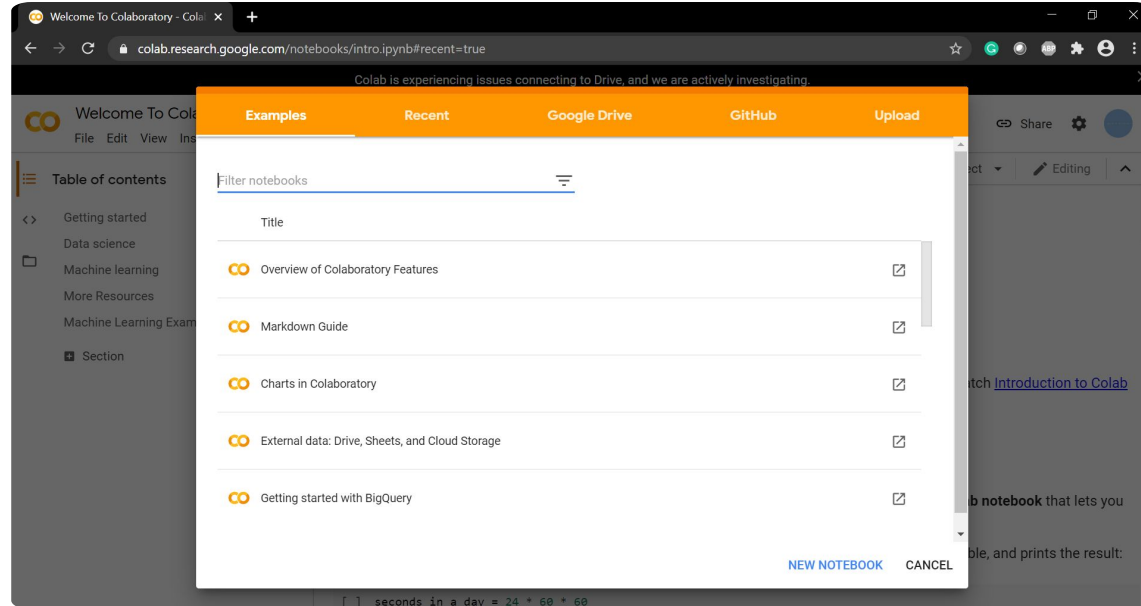 Welcome To Colaboratory - Cola
colab.research.google.com/notebooks/intro.ipynb#recent=true
ABP
Colab is experiencing issues connecting to Drive, and we are actively investigating.
Welcome To Cola
File Edit View Ins
Share
Examples Recent Google Drive GitHub Upload
Editing
Table of contents
Getting started
Data science
Machine learning
More Resources
Machine Learning Exam
Section
Filter notebooks
Title
Overview of Colaboratory Features
Markdown Guide
Charts in Colaboratory
External data: Drive, Sheets, and Cloud Storage
Getting started with BigQuery
NEW NOTEBOOK CANCEL
ect
tch Introduction to Colab
b notebook that lets you
ble, and prints the result:
[ ] seconds in a day = 24 * 60 * 60